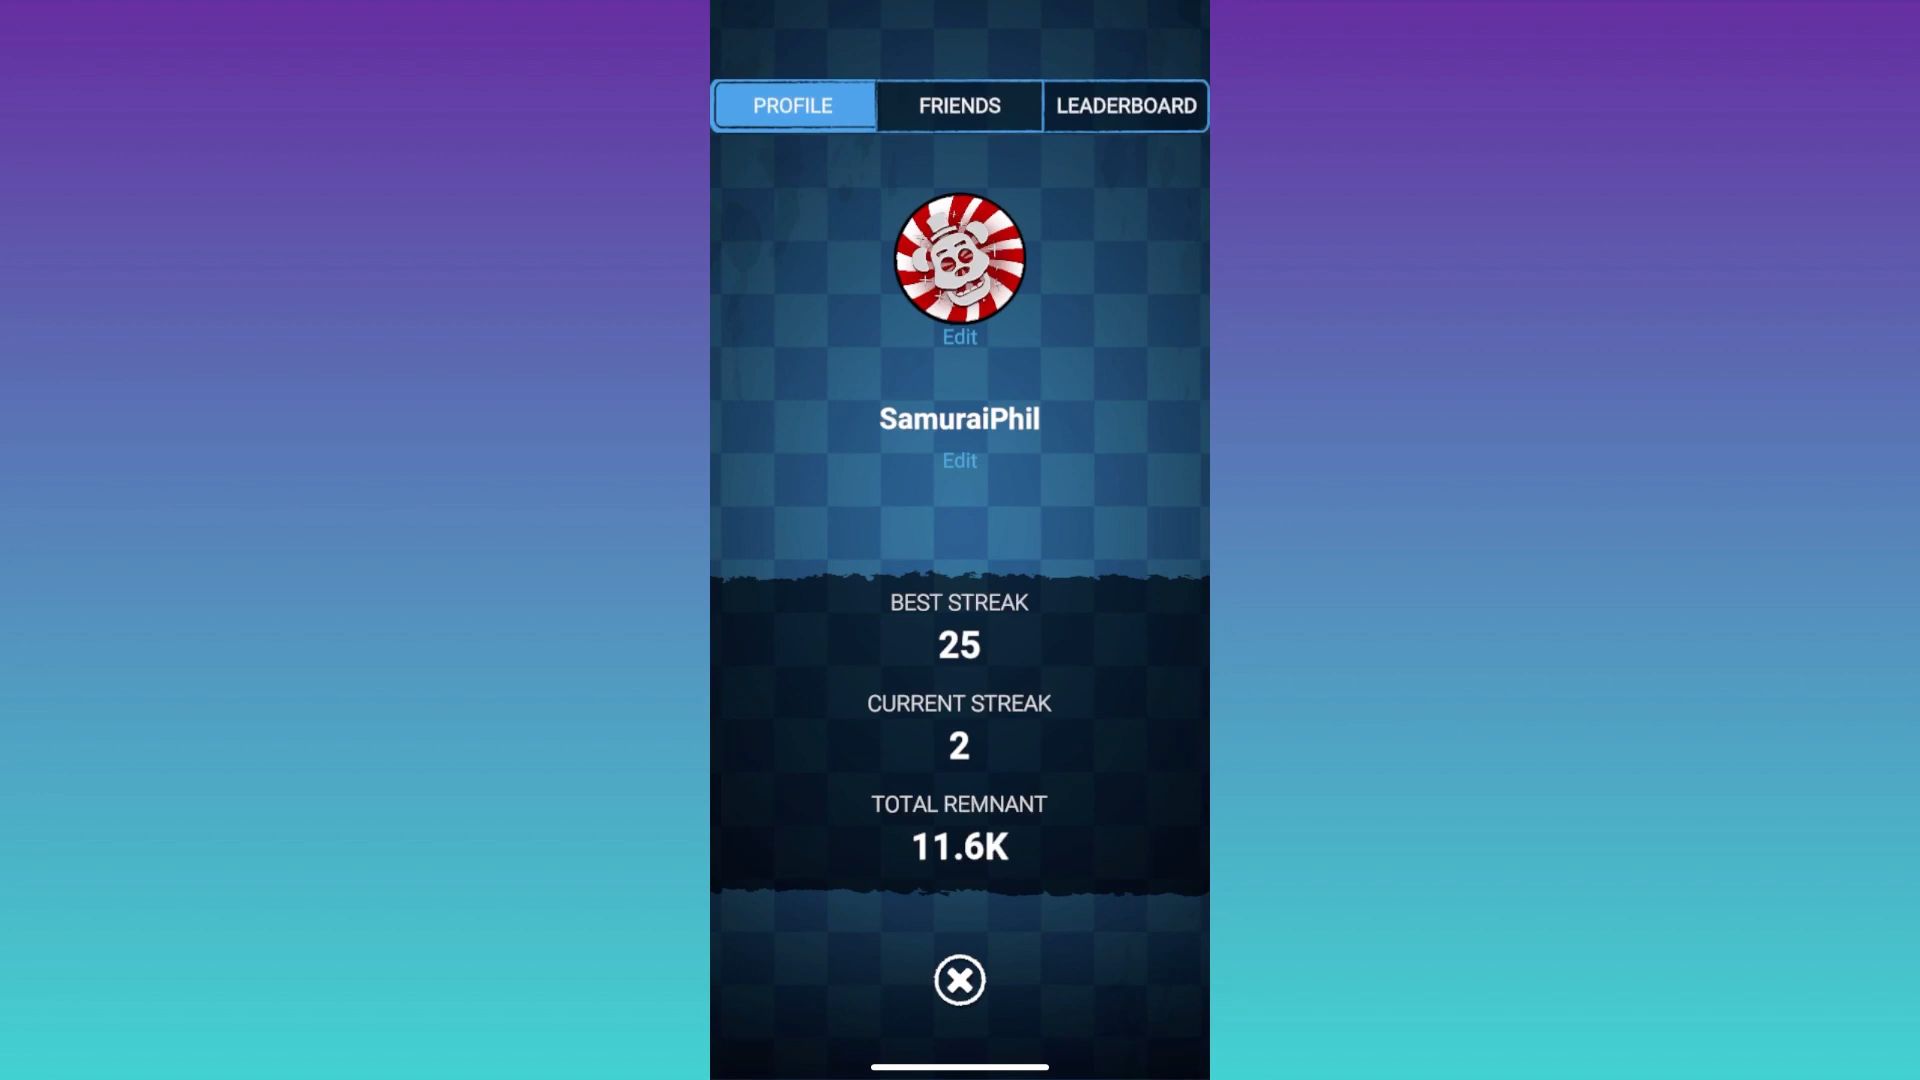 PROFILE FRIENDS LEADERBOARD
Edit
SamuraiPhil
Edit
BEST STREAK
25
CURRENT STREAK
2
TOTAL REMNANT
11.6K